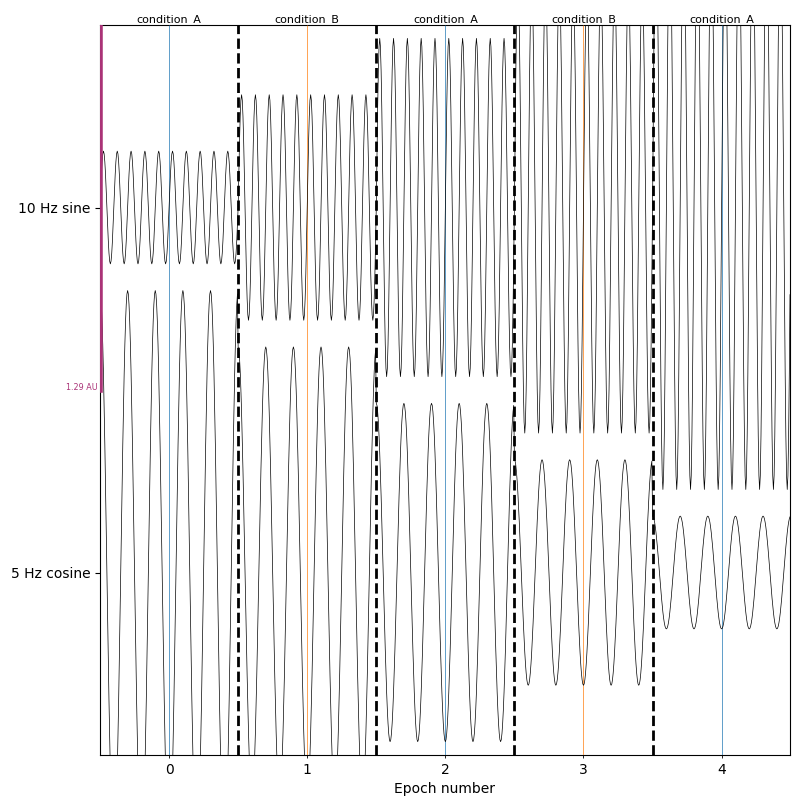 condition_A condition_B condition_A condition_B condition_A
10 Hz sine
1.29 AU
5 Hz cosine
0 1 2 3 4
Epoch number